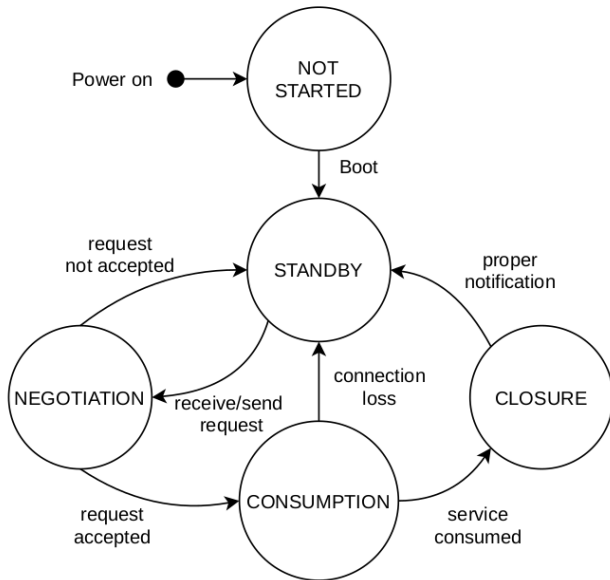 NOT
STARTED
Power on
Boot
request
not accepted
STANDBY
proper
notification
NEGOTIATION
receive/send
request
connection
loss
CLOSURE
request
accepted
CONSUMPTION
service
consumed